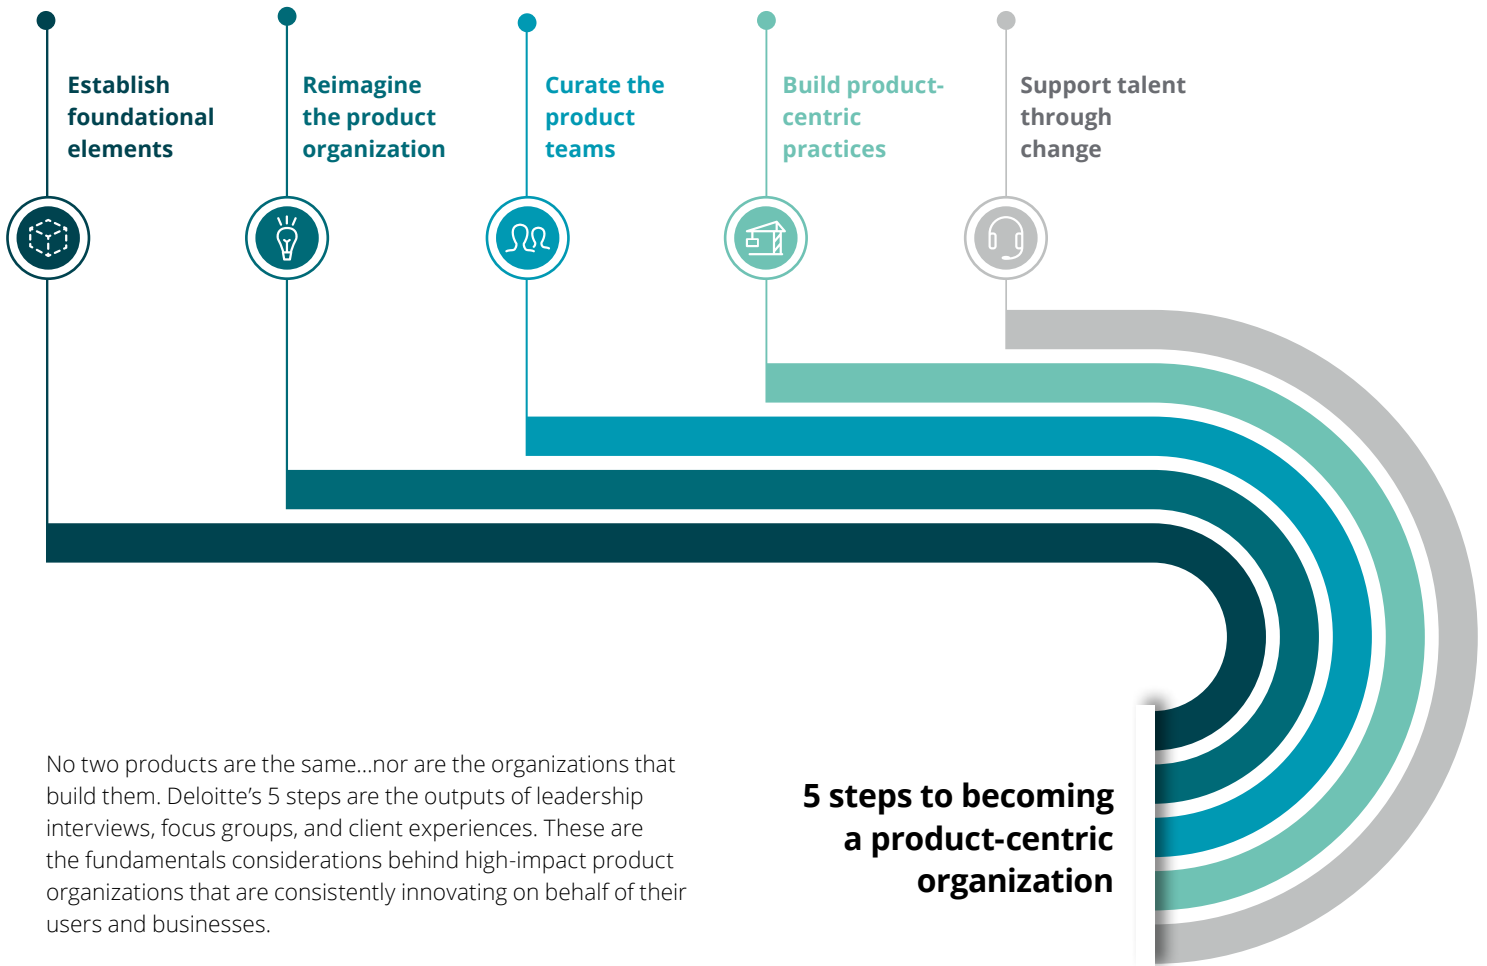 Establish
foundational
elements
Reimagine
the product
organization
Curate the
product
teams
Build product-
centric
practices
Support talent
through
change
No two products are the same...nor are the organizations that
build them. Deloitte’s 5 steps are the outputs of leadership
interviews, focus groups, and client experiences. These are
the fundamentals considerations behind high-impact product
organizations that are consistently innovating on behalf of their
users and businesses.
5 steps to becoming
a product-centric
organization